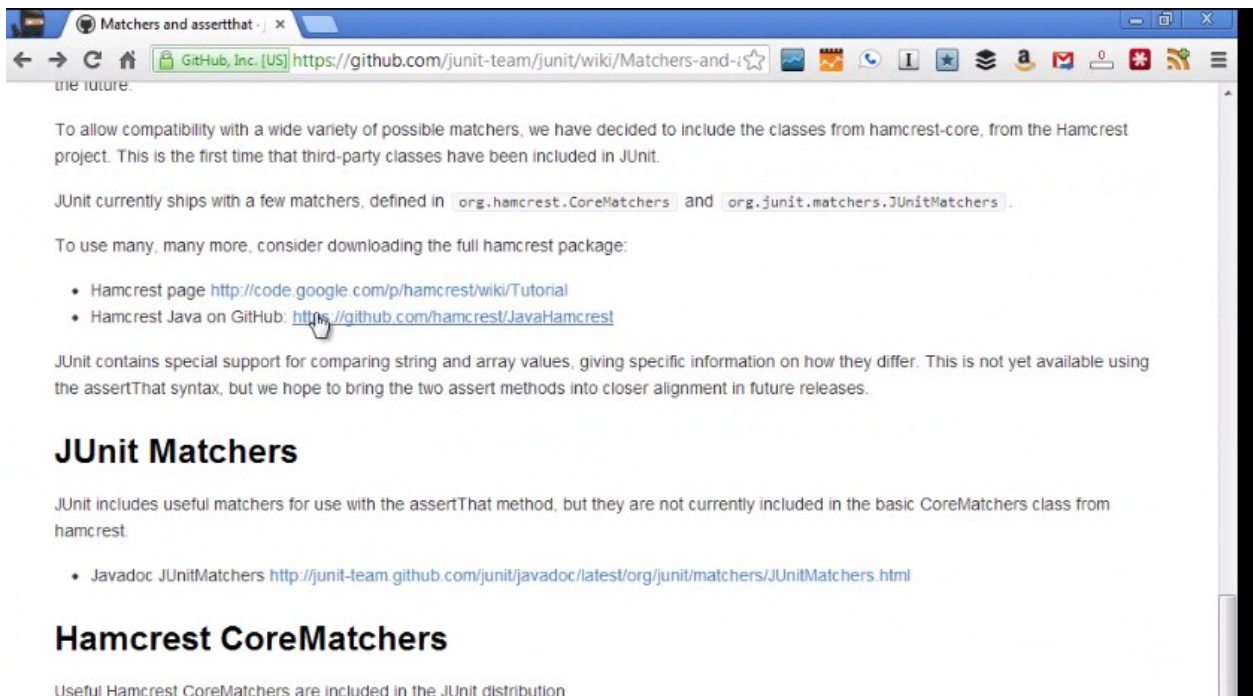 Matchers and assertthat · j
GitHub, Inc. [US] https://github.com/junit-team/junit/wiki/Matchers-and-a
the future.
To allow compatibility with a wide variety of possible matchers, we have decided to include the classes from hamcrest-core, from the Hamcrest
project. This is the first time that third-party classes have been included in JUnit.
JUnit currently ships with a few matchers, defined in org.hamcrest.CoreMatchers and org.junit.matchers.JUnitMatchers .
To use many, many more, consider downloading the full hamcrest package:
• Hamcrest page http://code.google.com/p/hamcrest/wiki/Tutorial
• Hamcrest Java on GitHub: https://github.com/hamcrest/JavaHamcrest
JUnit contains special support for comparing string and array values, giving specific information on how they differ. This is not yet available using
the assertThat syntax, but we hope to bring the two assert methods into closer alignment in future releases.
JUnit Matchers
JUnit includes useful matchers for use with the assertThat method, but they are not currently included in the basic CoreMatchers class from
hamcrest.
• Javadoc JUnitMatchers http://junit-team.github.com/junit/javadoc/latest/org/junit/matchers/JUnitMatchers.html
Hamcrest CoreMatchers
Useful Hamcrest CoreMatchers are included in the JUnit distribution